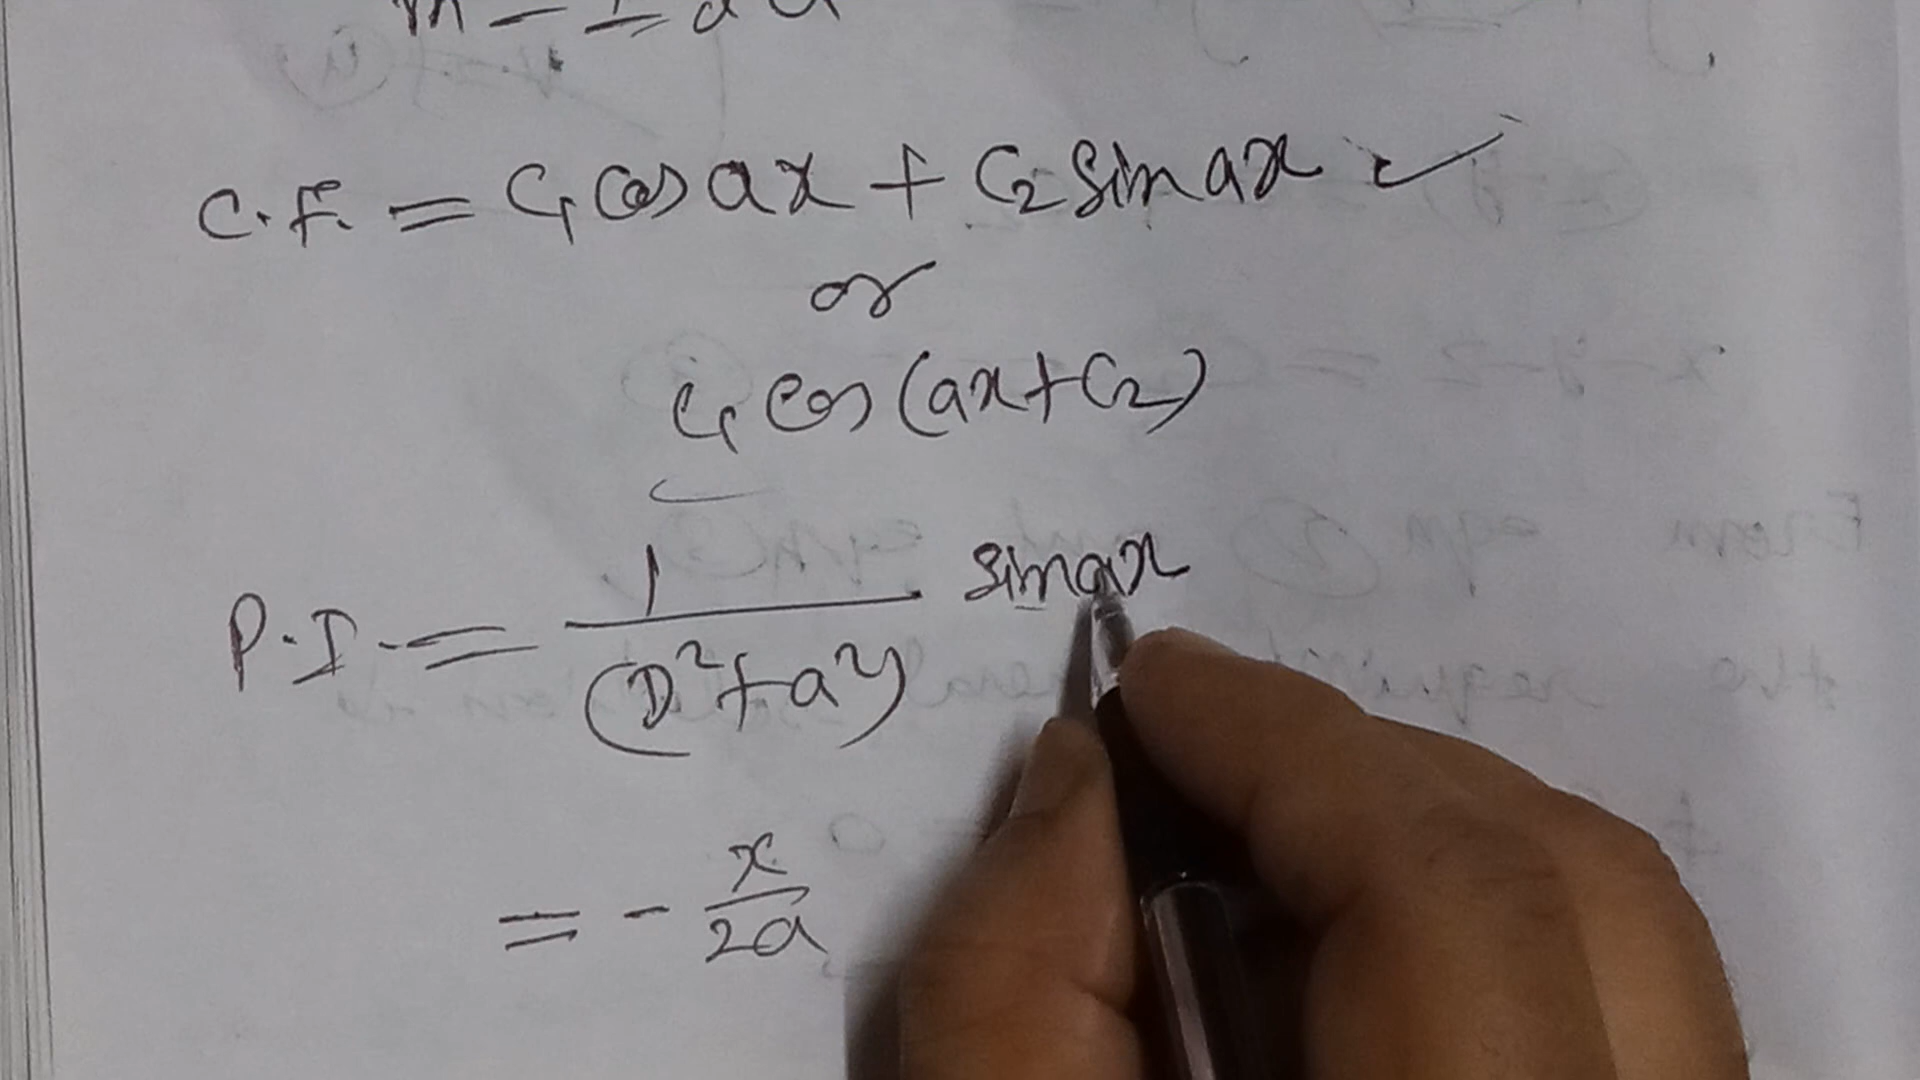 C.F. = C₁ cos ax + C₂ sin ax ✓
or
C₁ cos (ax + C₂)
P.I. = 1/(D² + a²) sin ax
= - x/2a